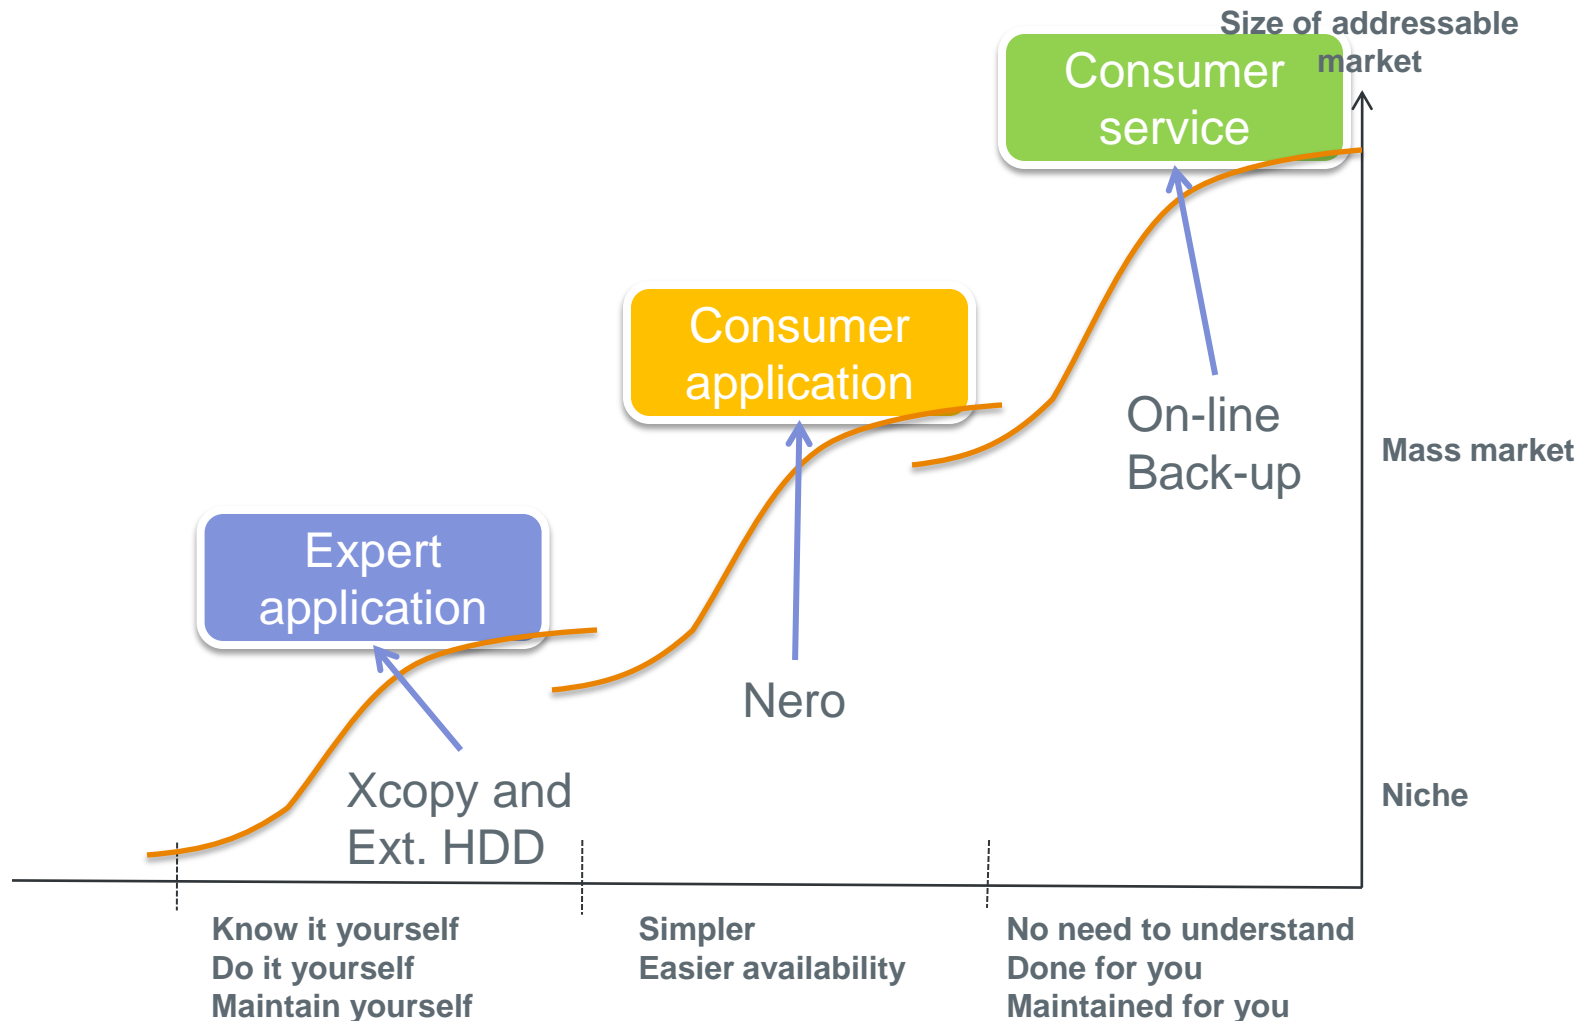 Size of addressable
market
Consumer
service
Consumer
application
On-line
Back-up
Mass market
Expert
application
Nero
Xcopy and
Ext. HDD
Niche
Know it yourself
Do it yourself
Maintain yourself
Simpler
Easier availability
No need to understand
Done for you
Maintained for you